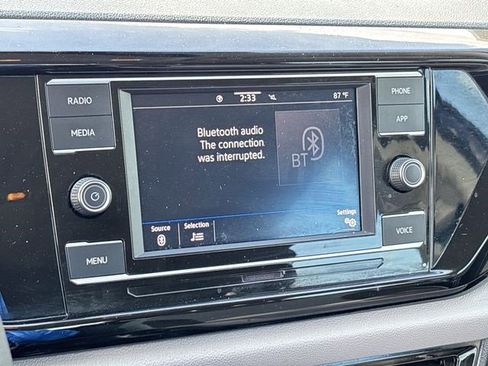 RADIO
MEDIA
MENU
2:33
87 °F
Bluetooth audio
The connection
was interrupted.
BT
Source
Selection
Settings
PHONE
APP
VOICE